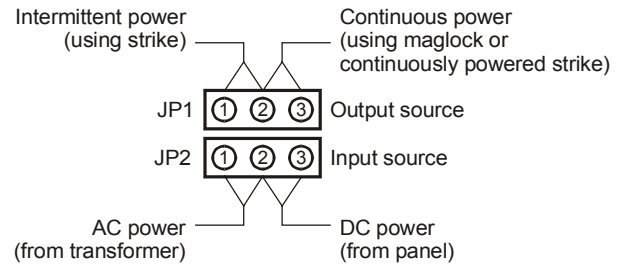 Intermittent power
(using strike)
Continuous power
(using maglock or
continuously powered strike)
JP1 1 2 3 Output source
JP2 1 2 3 Input source
AC power
(from transformer)
DC power
(from panel)